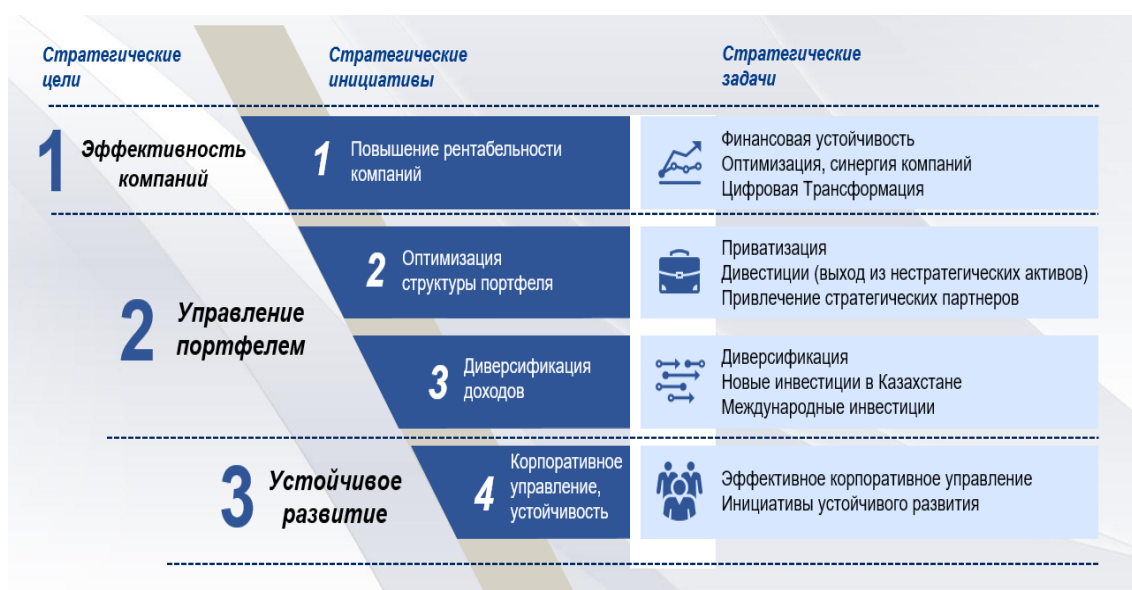 Стратегические
цели
Стратегические
инициативы
Стратегические
задачи
1
Эффективность
компаний
1
Повышение рентабельности
компаний
Финансовая устойчивость
Оптимизация, синергия компаний
Цифровая Трансформация
2
Управление
портфелем
2
Оптимизация
структуры портфеля
Приватизация
Дивестиции (выход из нестратегических активов)
Привлечение стратегических партнеров
3
Диверсификация
доходов
Диверсификация
Новые инвестиции в Казахстане
Международные инвестиции
3
Устойчивое
развитие
4
Корпоративное
управление,
устойчивость
Эффективное корпоративное управление
Инициативы устойчивого развития